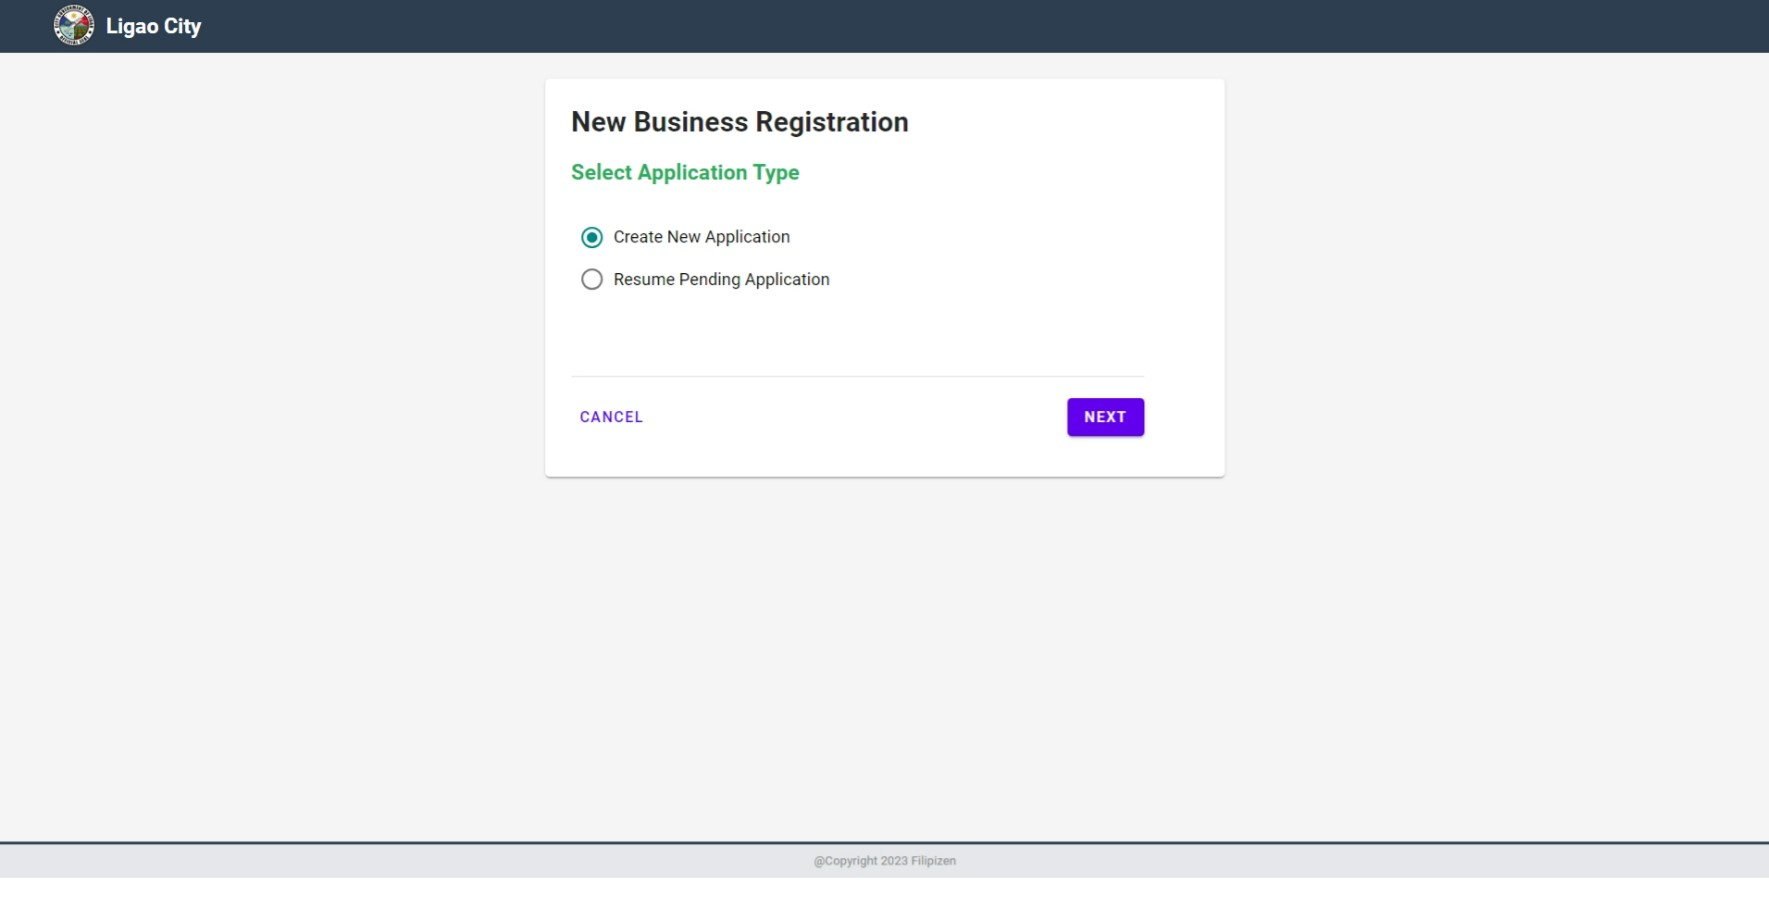 Ligao City
New Business Registration
Select Application Type
Create New Application
Resume Pending Application
CANCEL
NEXT
@Copyright 2023 Filipizen